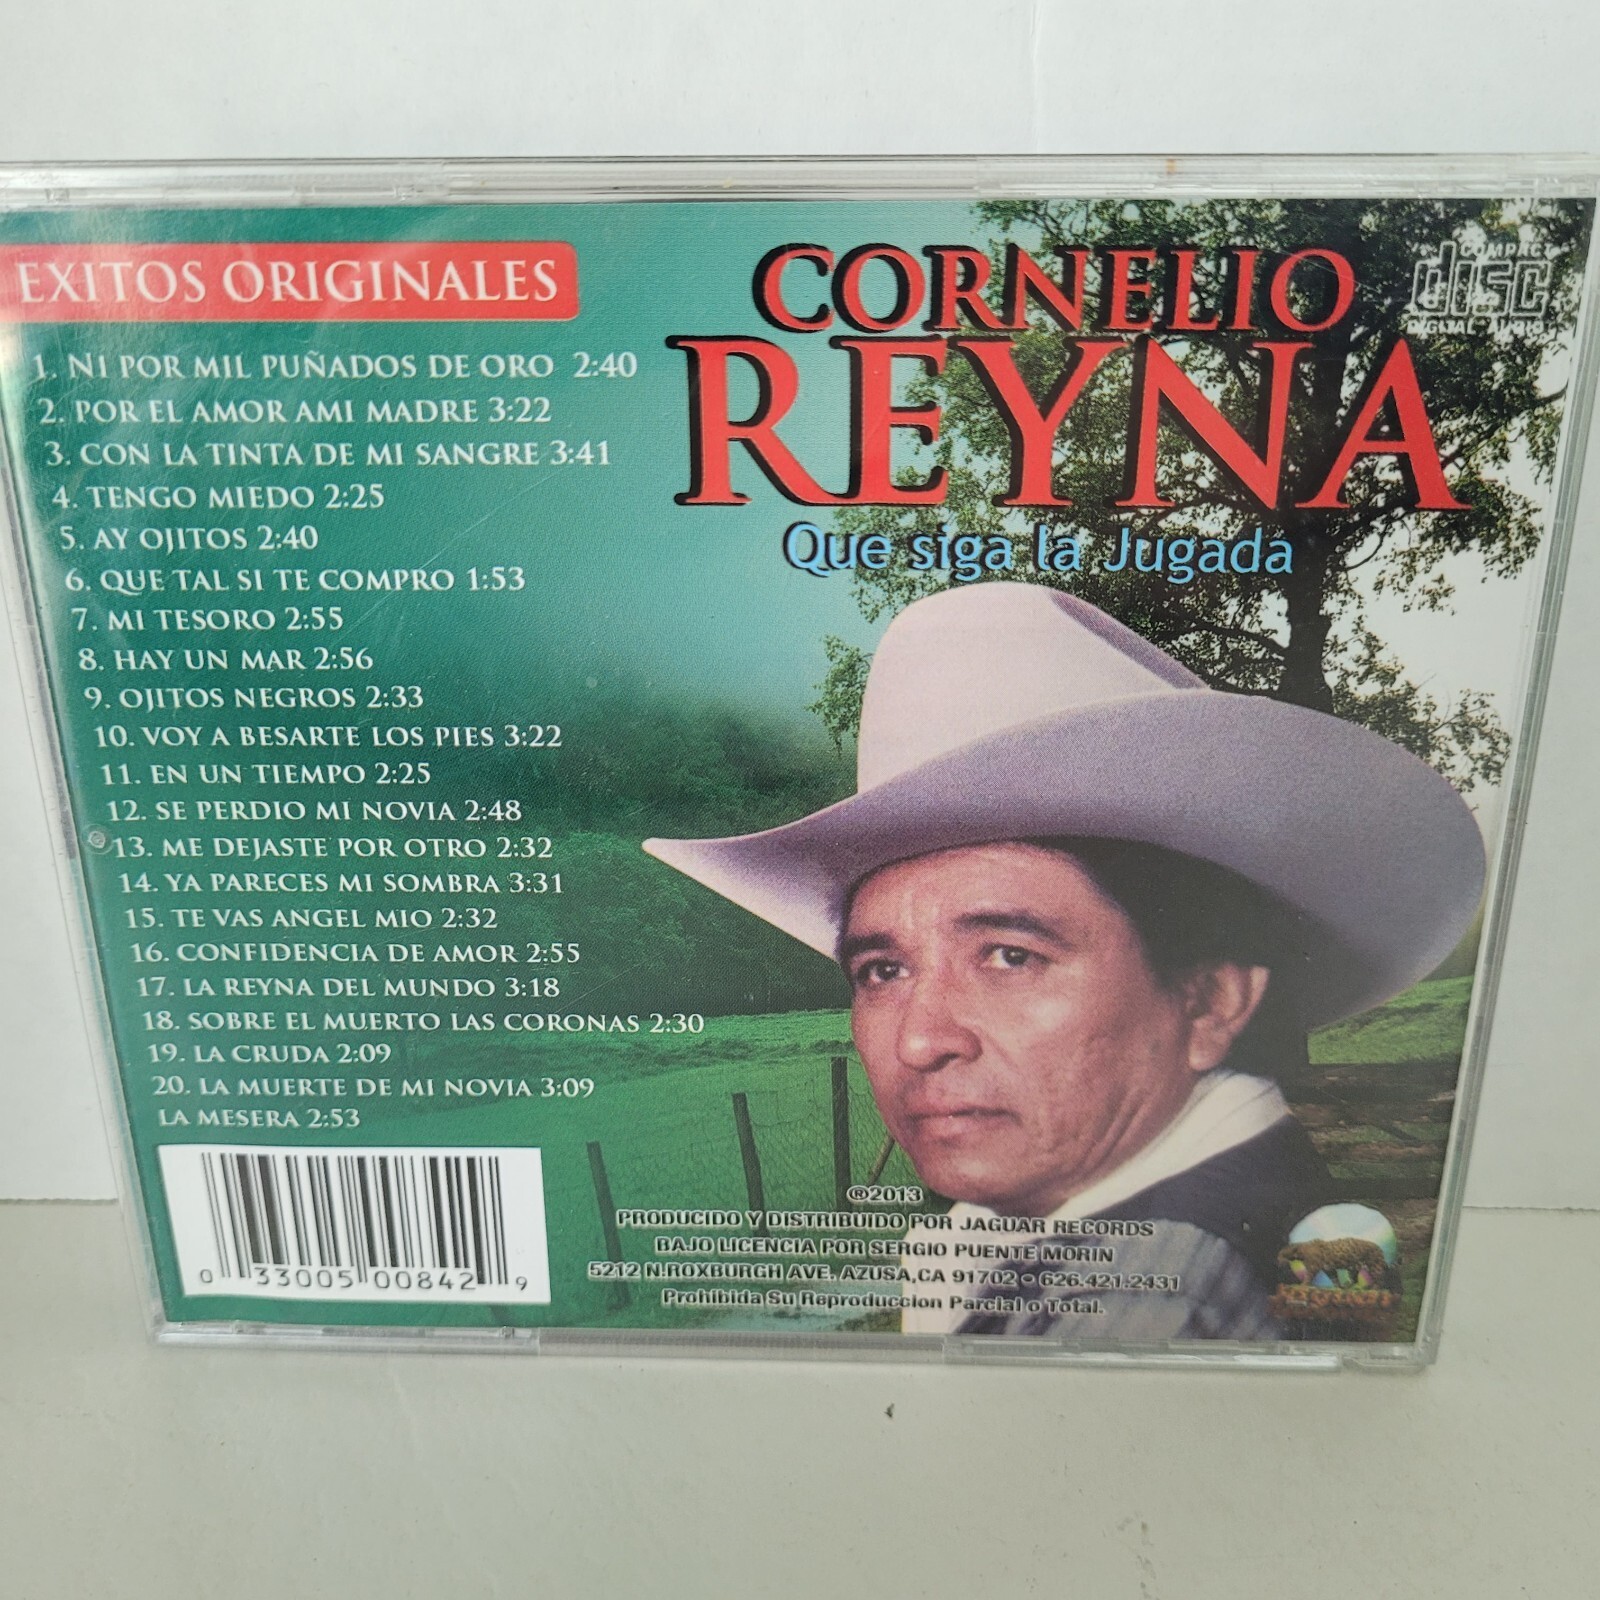 EXITOS ORIGINALES
1. NI POR MIL PUÑADOS DE ORO 2:40
2. POR EL AMOR AMI MADRE 3:22
3. CON LA TINTA DE MI SANGRE 3:41
4. TENGO MIEDO 2:25
5. AY OJITOS 2:40
6. QUE TAL SI TE COMPRO 1:53
7. MI TESORO 2:55
8. HAY UN MAR 2:56
9. OJITOS NEGROS 2:33
10. VOY A BESARTE LOS PIES 3:22
11. EN UN TIEMPO 2:25
12. SE PERDIO MI NOVIA 2:48
13. ME DEJASTE POR OTRO 2:32
14. YA PARECES MI SOMBRA 3:31
15. TE VAS ANGEL MIO 2:32
16. CONFIDENCIA DE AMOR 2:55
17. LA REYNA DEL MUNDO 3:18
18. SOBRE EL MUERTO LAS CORONAS 2:30
19. LA CRUDA 2:09
20. LA MUERTE DE MI NOVIA 3:09
LA MESERA 2:53
0 33005 00842 9
CORNELIO
REYNA
Que siga la Jugada
COMPACT
disc
DIGITAL AUDIO
®2013
PRODUCIDO Y DISTRIBUIDO POR JAGUAR RECORDS
BAJO LICENCIA POR SERGIO PUENTE MORIN
5212 N.ROXBURGH AVE. AZUSA,CA 91702 • 626.421.2431
Prohibida Su Reproduccion Parcial o Total.